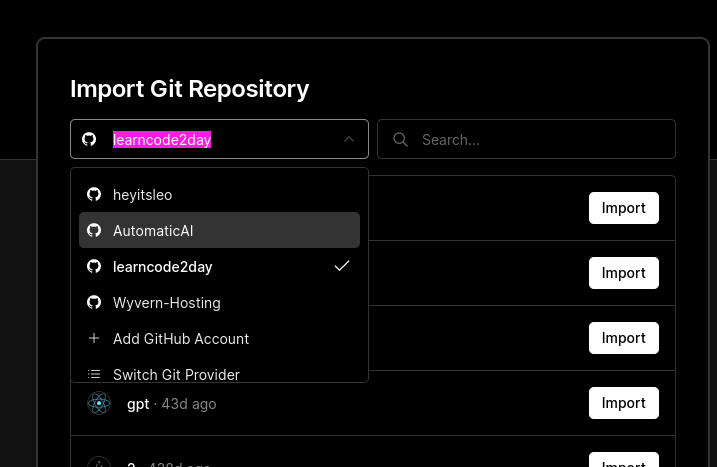 Import Git Repository
learncode2day
Search...
heyitsleo
Import
AutomaticAI
learncode2day
Import
Wyvern-Hosting
Add GitHub Account
Import
Switch Git Provider
gpt · 43d ago
Import
Import